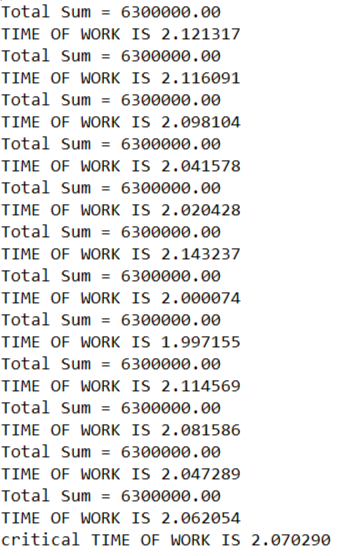 Total Sum = 6300000.00
TIME OF WORK IS 2.121317
Total Sum = 6300000.00
TIME OF WORK IS 2.116091
Total Sum = 6300000.00
TIME OF WORK IS 2.098104
Total Sum = 6300000.00
TIME OF WORK IS 2.041578
Total Sum = 6300000.00
TIME OF WORK IS 2.020428
Total Sum = 6300000.00
TIME OF WORK IS 2.143237
Total Sum = 6300000.00
TIME OF WORK IS 2.000074
Total Sum = 6300000.00
TIME OF WORK IS 1.997155
Total Sum = 6300000.00
TIME OF WORK IS 2.114569
Total Sum = 6300000.00
TIME OF WORK IS 2.081586
Total Sum = 6300000.00
TIME OF WORK IS 2.047289
Total Sum = 6300000.00
TIME OF WORK IS 2.062054
critical TIME OF WORK IS 2.070290